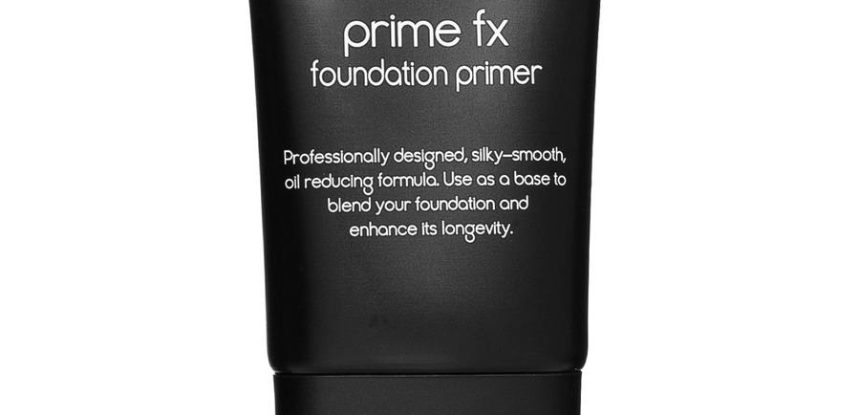 prime fx
foundation primer
Professionally designed, silky-smooth,
oil reducing formula. Use as a base to
blend your foundation and
enhance its longevity.